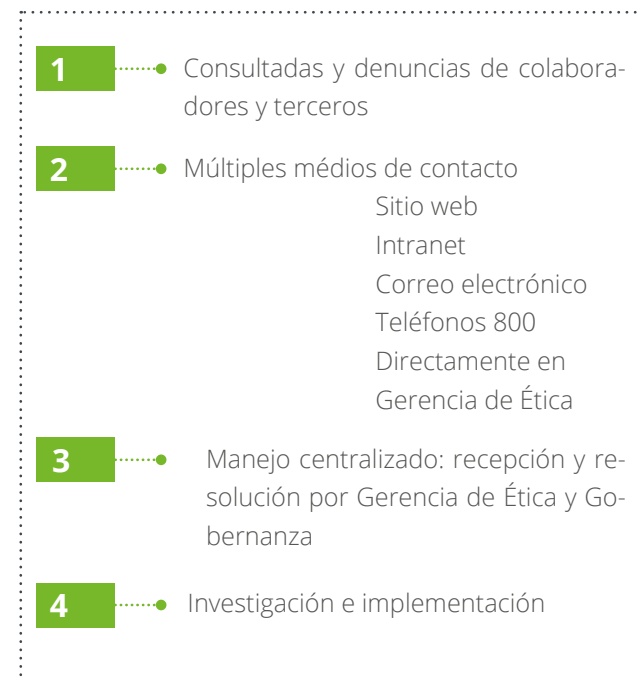 1 Consultadas y denuncias de colabora-
dores y terceros
2 Múltiples médios de contacto
Sitio web
Intranet
Correo electrónico
Teléfonos 800
Directamente en
Gerencia de Ética
3 Manejo centralizado: recepción y re-
solución por Gerencia de Ética y Go-
bernanza
4 Investigación e implementación